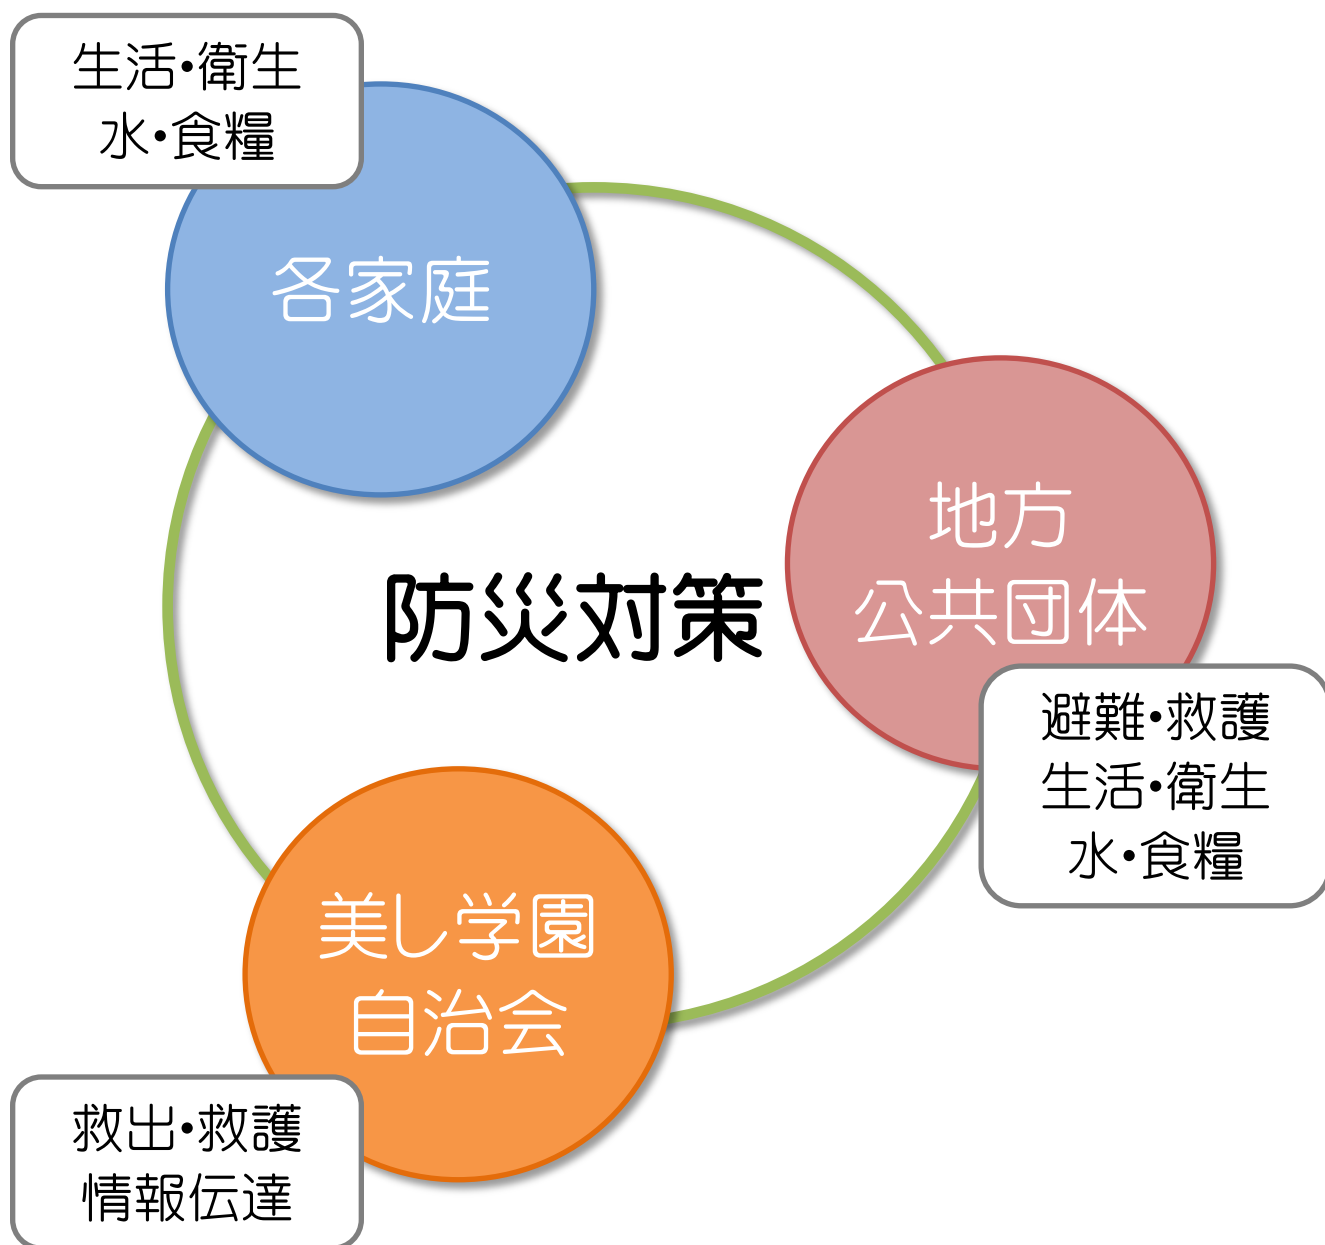 生活・衛生
水・食糧
各家庭
地方
公共団体
防災対策
避難・救護
生活・衛生
水・食糧
美し学園
自治会
救出・救護
情報伝達